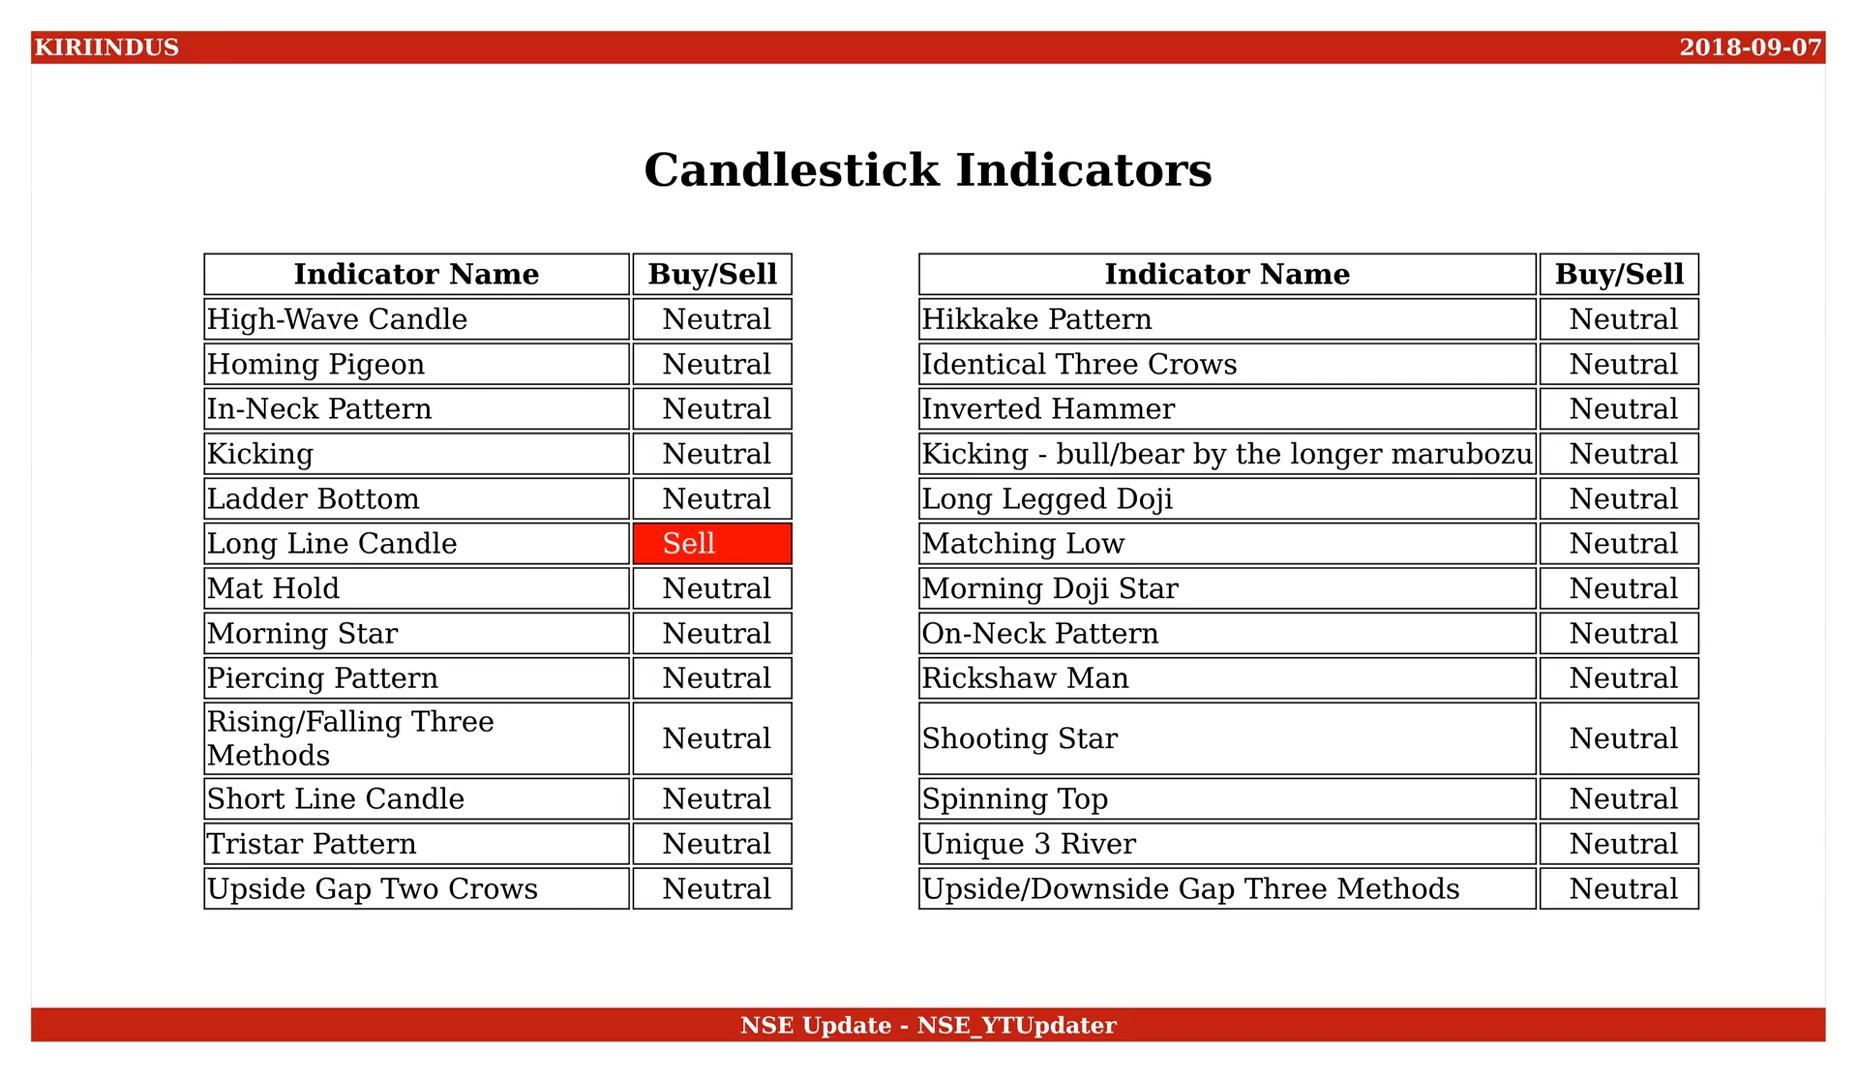 KIRIINDUS 2018-09-07
Candlestick Indicators
Indicator Name Buy/Sell
High-Wave Candle Neutral
Homing Pigeon Neutral
In-Neck Pattern Neutral
Kicking Neutral
Ladder Bottom Neutral
Long Line Candle Sell
Mat Hold Neutral
Morning Star Neutral
Piercing Pattern Neutral
Rising/Falling Three
Methods Neutral
Short Line Candle Neutral
Tristar Pattern Neutral
Upside Gap Two Crows Neutral
Indicator Name Buy/Sell
Hikkake Pattern Neutral
Identical Three Crows Neutral
Inverted Hammer Neutral
Kicking - bull/bear by the longer marubozu Neutral
Long Legged Doji Neutral
Matching Low Neutral
Morning Doji Star Neutral
On-Neck Pattern Neutral
Rickshaw Man Neutral
Shooting Star Neutral
Spinning Top Neutral
Unique 3 River Neutral
Upside/Downside Gap Three Methods Neutral
NSE Update - NSE_YTUpdater